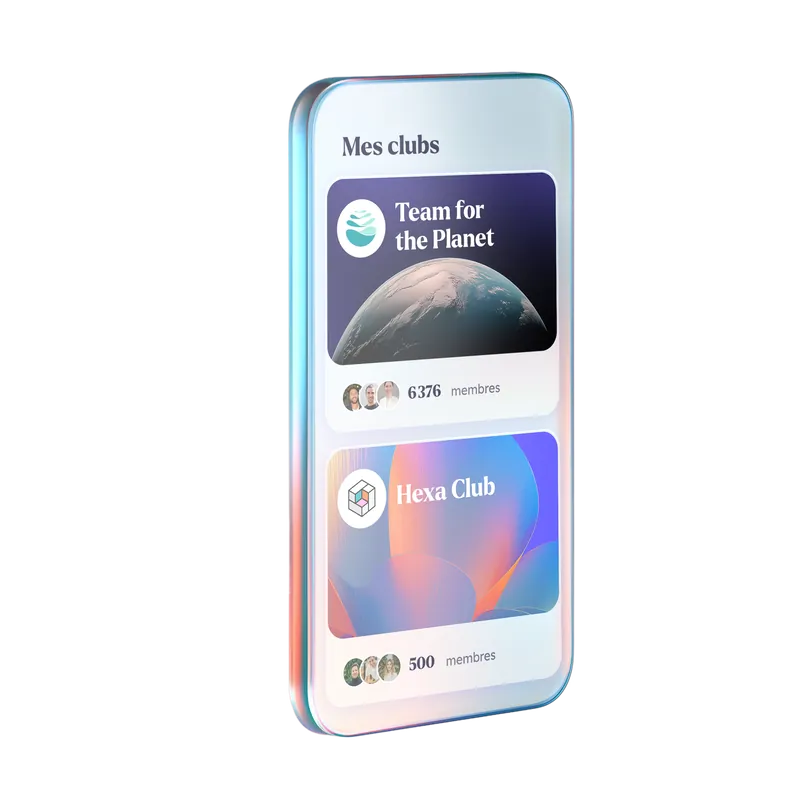 Mes clubs
Team for
the Planet
6376 membres
Hexa Club
500 membres